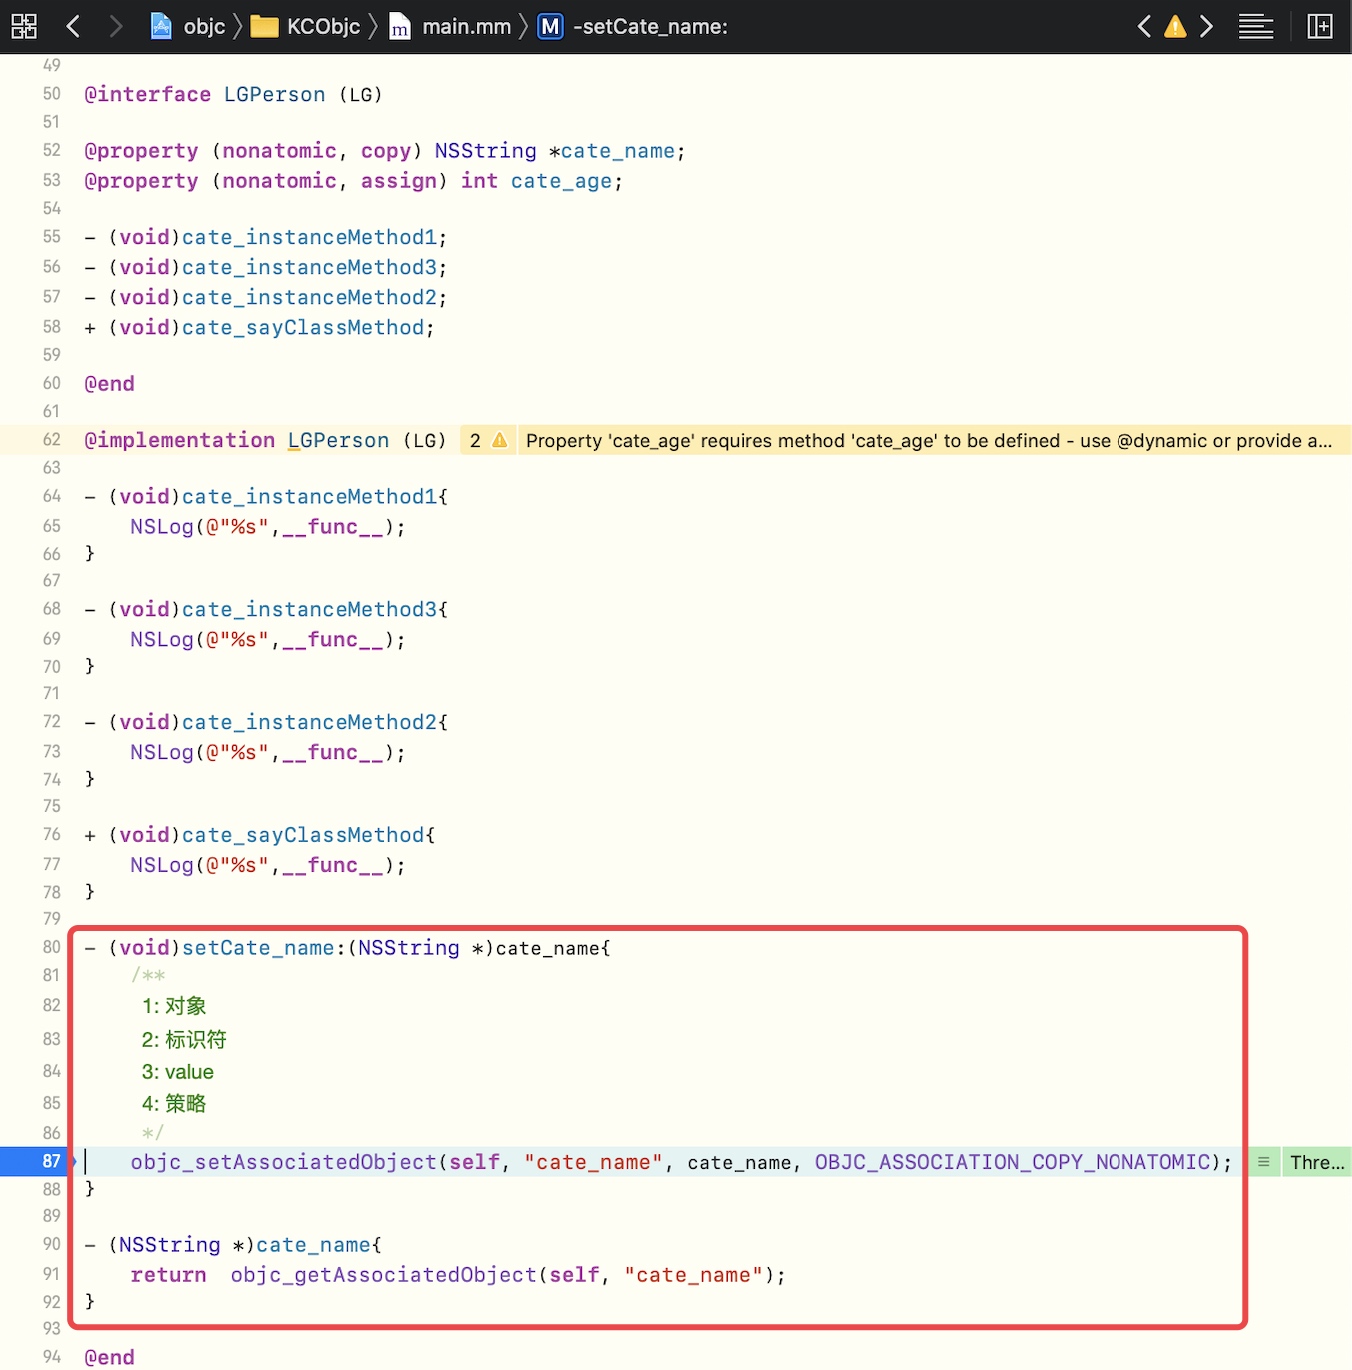 objc KCObjc m main.mm M -setCate_name:
49
50 @interface LGPerson (LG)
51
52 @property (nonatomic, copy) NSString *cate_name;
53 @property (nonatomic, assign) int cate_age;
54
55 - (void)cate_instanceMethod1;
56 - (void)cate_instanceMethod3;
57 - (void)cate_instanceMethod2;
58 + (void)cate_sayClassMethod;
59
60 @end
61
62 @implementation LGPerson (LG) 2 Property 'cate_age' requires method 'cate_age' to be defined - use @dynamic or provide a...
63
64 - (void)cate_instanceMethod1{
65 NSLog(@"%s",__func__);
66 }
67
68 - (void)cate_instanceMethod3{
69 NSLog(@"%s",__func__);
70 }
71
72 - (void)cate_instanceMethod2{
73 NSLog(@"%s",__func__);
74 }
75
76 + (void)cate_sayClassMethod{
77 NSLog(@"%s",__func__);
78 }
79
80 - (void)setCate_name:(NSString *)cate_name{
81 /**
82 1: 对象
83 2: 标识符
84 3: value
85 4: 策略
86 */
87 objc_setAssociatedObject(self, "cate_name", cate_name, OBJC_ASSOCIATION_COPY_NONATOMIC); Thre...
88 }
89
90 - (NSString *)cate_name{
91 return objc_getAssociatedObject(self, "cate_name");
92 }
93
94 @end